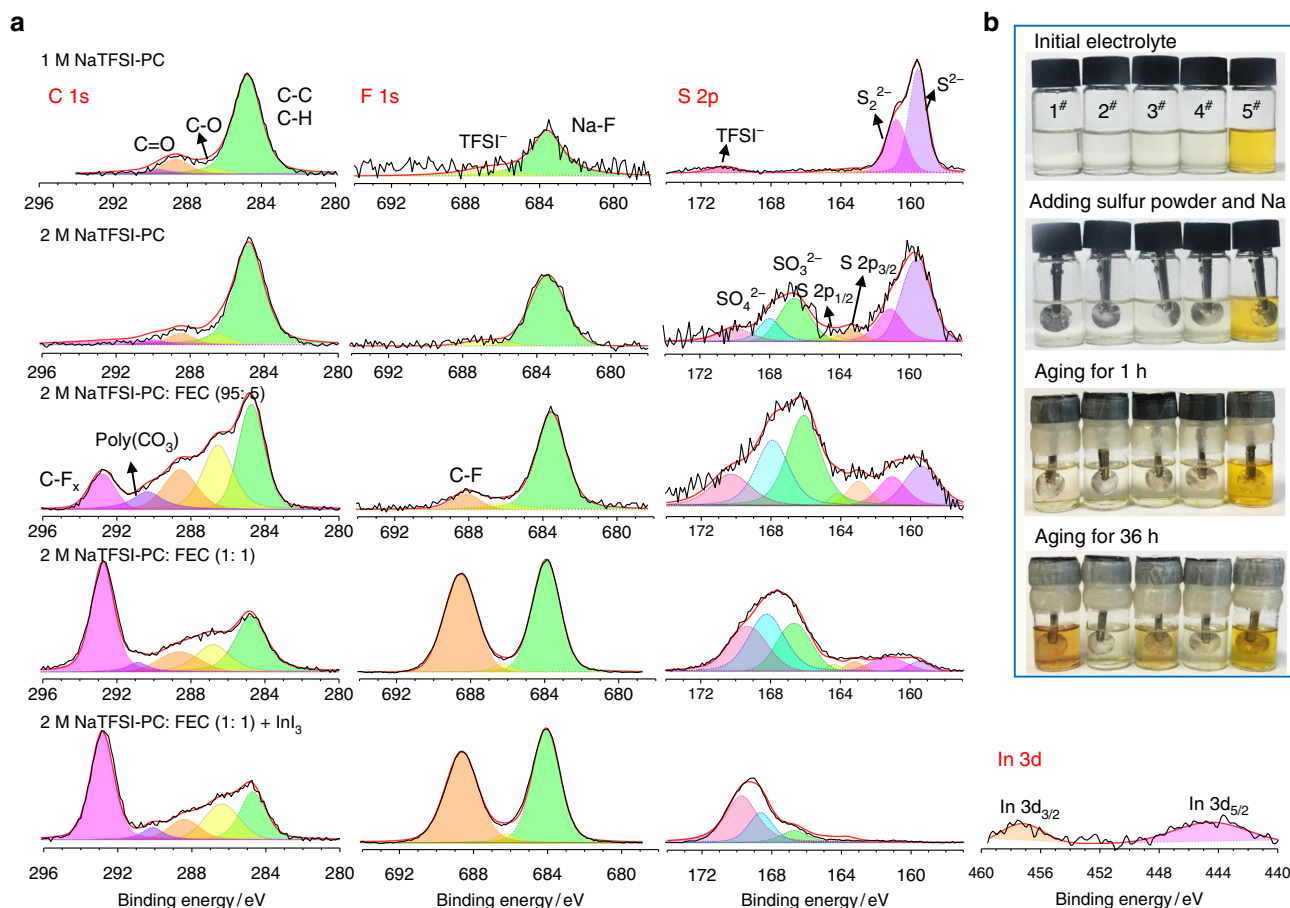 a
1 M NaTFSI-PC
C 1s
F 1s
S 2p
C=O
C-O
C-C
C-H
TFSI⁻
Na-F
TFSI⁻
S₂²⁻
S²⁻
296 292 288 284 280
692 688 684 680
172 168 164 160
2 M NaTFSI-PC
SO₄²⁻
SO₃²⁻
S 2p₁/₂
S 2p₃/₂
296 292 288 284 280
692 688 684 680
172 168 164 160
2 M NaTFSI-PC: FEC (95: 5)
C-Fₓ
Poly(CO₃)
C-F
296 292 288 284 280
692 688 684 680
172 168 164 160
2 M NaTFSI-PC: FEC (1: 1)
296 292 288 284 280
692 688 684 680
172 168 164 160
2 M NaTFSI-PC: FEC (1: 1) + InI₃
296 292 288 284 280
692 688 684 680
172 168 164 160
Binding energy / eV
Binding energy / eV
Binding energy / eV
In 3d
In 3d₃/₂
In 3d₅/₂
460 456 452 448 444 440
Binding energy / eV
b
Initial electrolyte
1# 2# 3# 4# 5#
Adding sulfur powder and Na
Aging for 1 h
Aging for 36 h